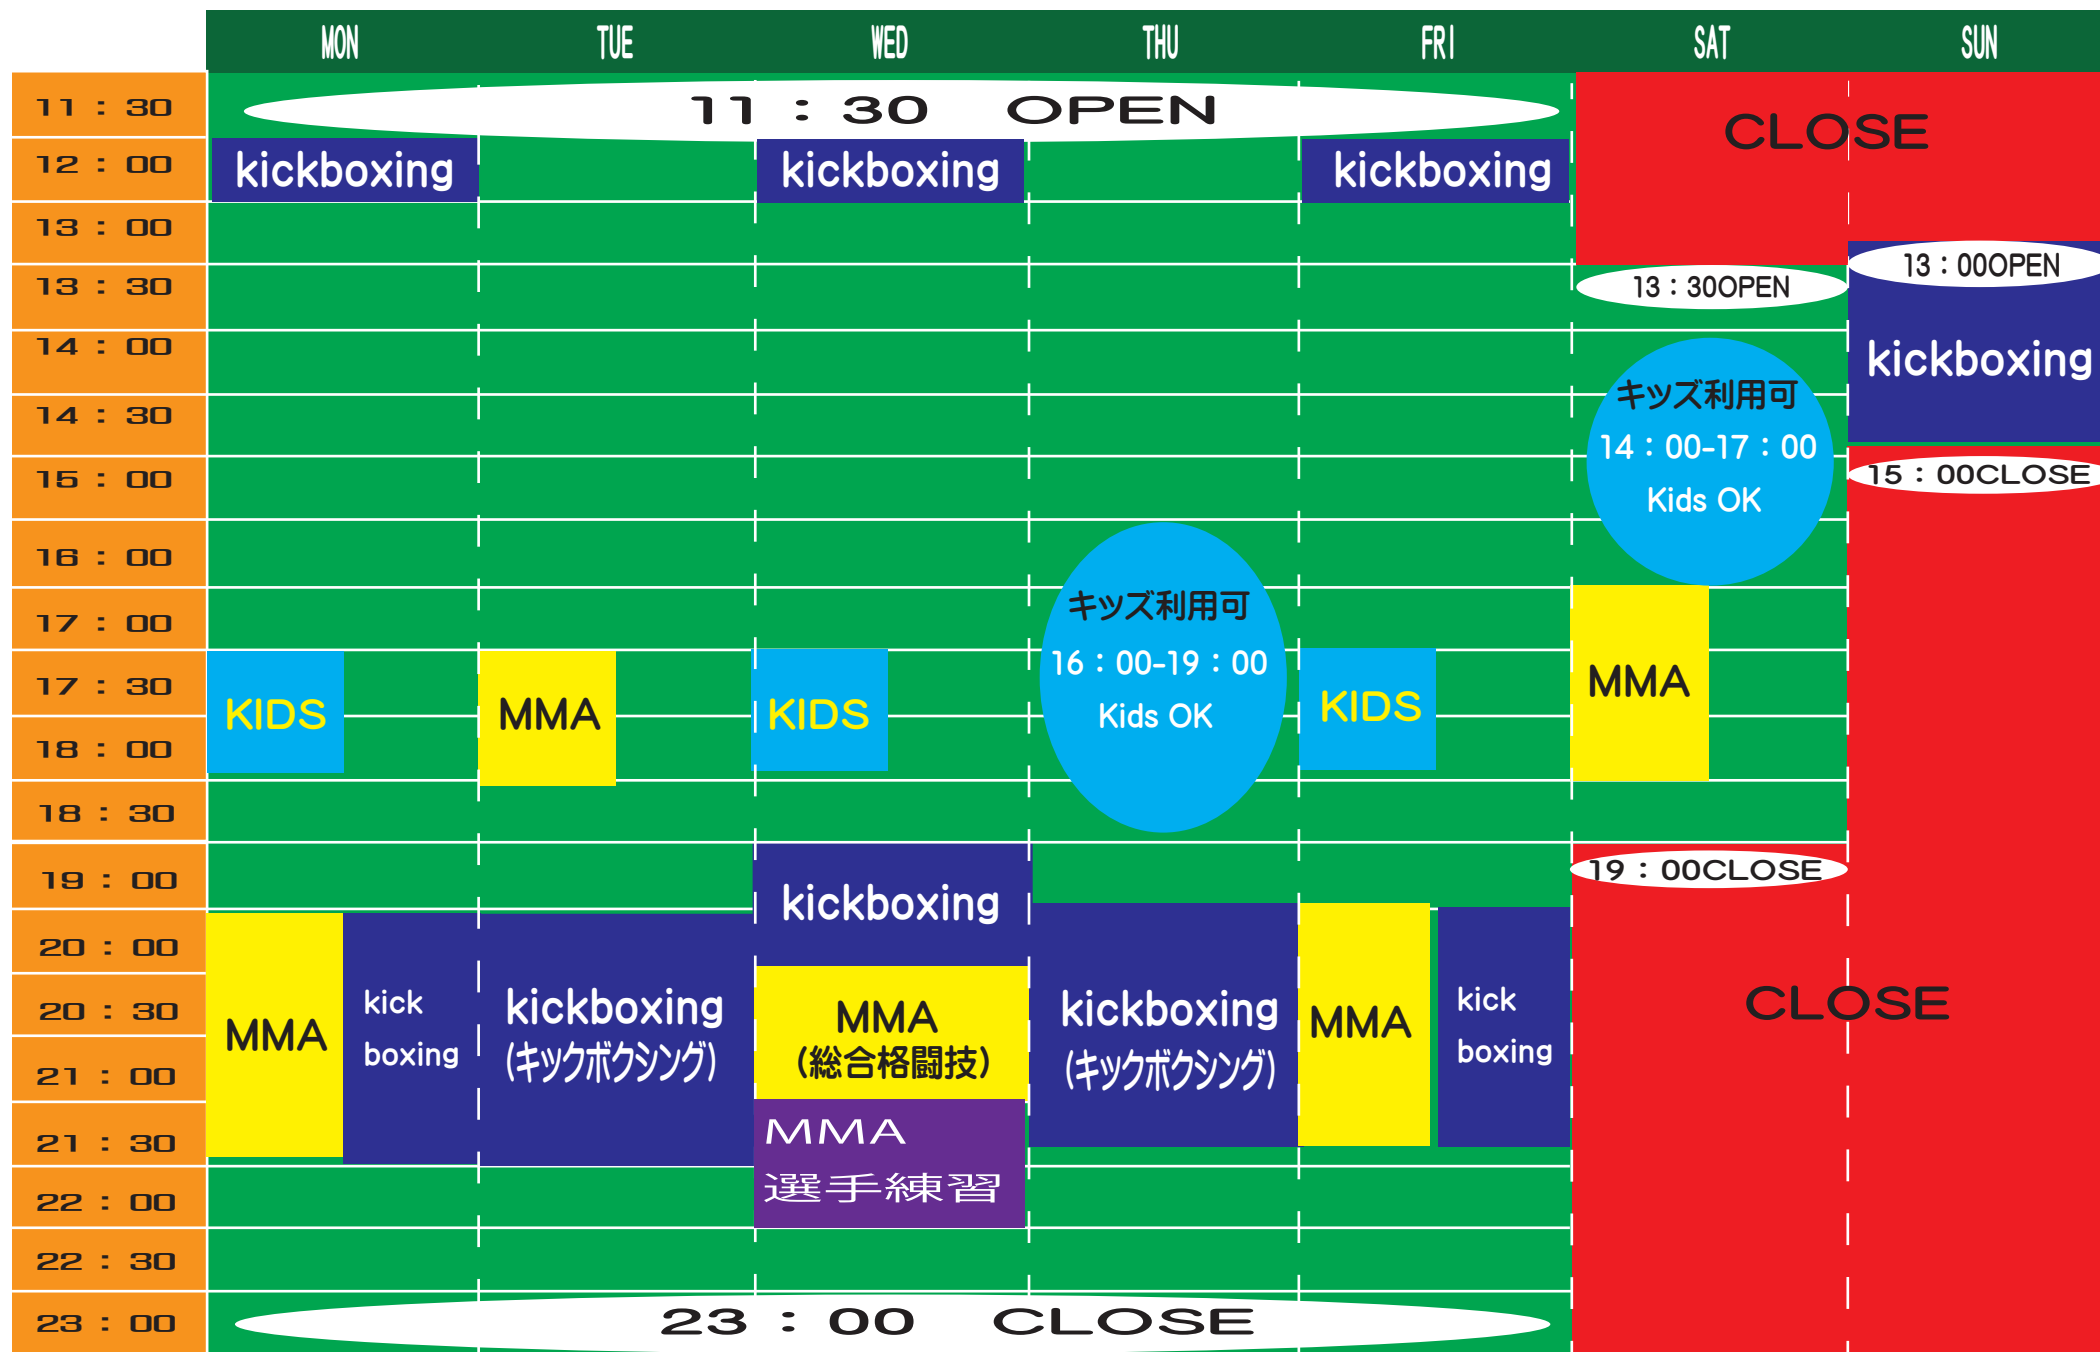 MON TUE WED THU FRI SAT SUN
11：30
11：30 OPEN
CLOSE
12：00
kickboxing
kickboxing
kickboxing
13：00
13：00OPEN
13：30
13：30OPEN
14：00
kickboxing
キッズ利用可
14：00-17：00
Kids OK
14：30
15：00
15：00CLOSE
16：00
キッズ利用可
16：00-19：00
Kids OK
17：00
17：30
KIDS
MMA
KIDS
KIDS
MMA
18：00
18：30
19：00
kickboxing
19：00CLOSE
20：00
20：30
MMA
kick
boxing
kickboxing
(キックボクシング)
MMA
(総合格闘技)
kickboxing
(キックボクシング)
MMA
kick
boxing
CLOSE
21：00
21：30
MMA
選手練習
22：00
22：30
23：00
23：00 CLOSE